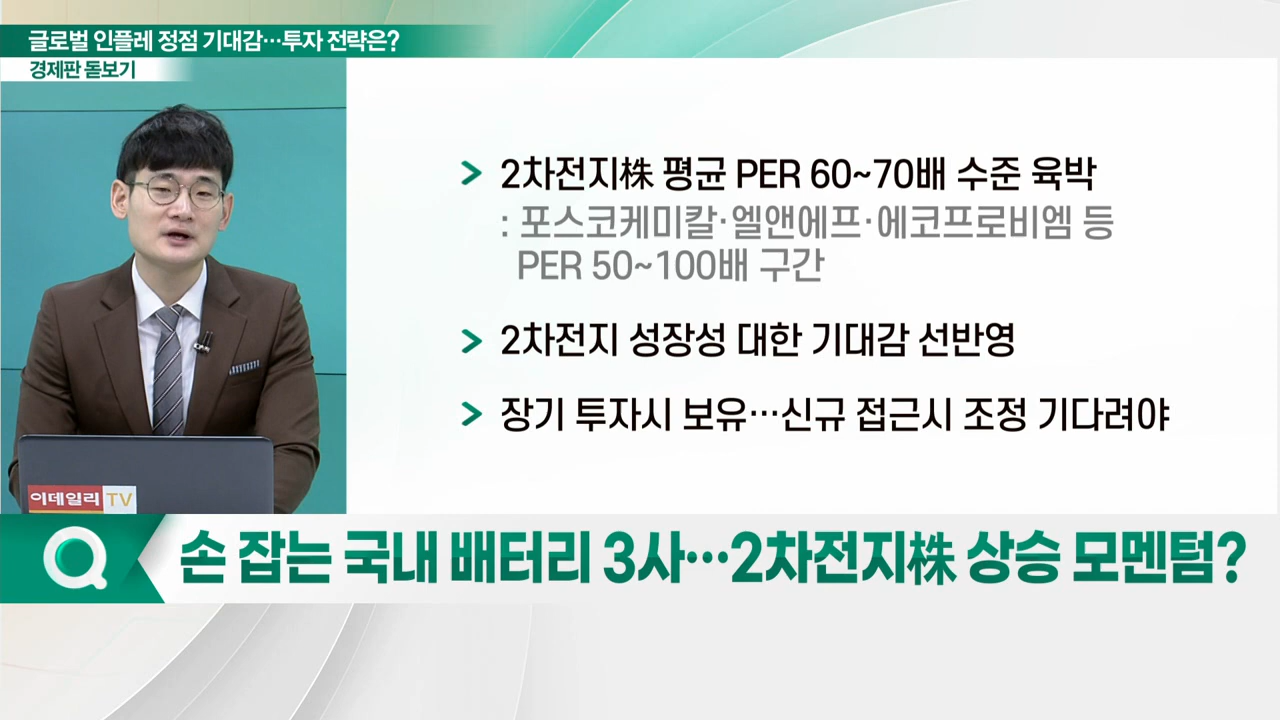 글로벌 인플레 정점 기대감…투자 전략은?
경제판 돋보기
2차전지株 평균 PER 60~70배 수준 육박
: 포스코케미칼·엘앤에프·에코프로비엠 등
PER 50~100배 구간
2차전지 성장성 대한 기대감 선반영
장기 투자시 보유…신규 접근시 조정 기다려야
이데일리 TV
손 잡는 국내 배터리 3사…2차전지株 상승 모멘텀?